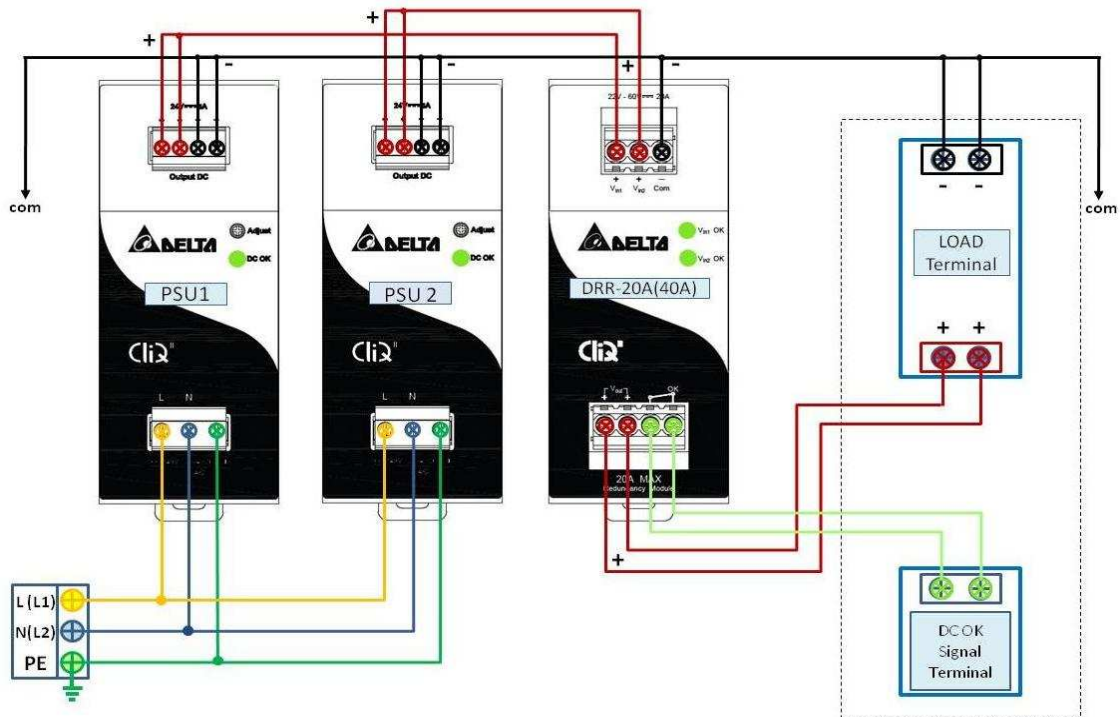 +
+
-
-
+
-
24V⎓5A
22V - 60V⎓ 20A
Output DC
Output DC
+
+
—
Vin1
Vin2
Com
com
com
-
-
DELTA
Adjust
DC OK
DELTA
Adjust
DC OK
DELTA
Vin1 OK
Vin2 OK
LOAD
Terminal
PSU1
PSU 2
DRR-20A(40A)
+
+
CliQ II
CliQ II
CliQ
L
N
L
N
Vout
OK
+
+
20A MAX
Redundancy Module
+
L (L1)
N(L2)
PE
DC OK
Signal
Terminal